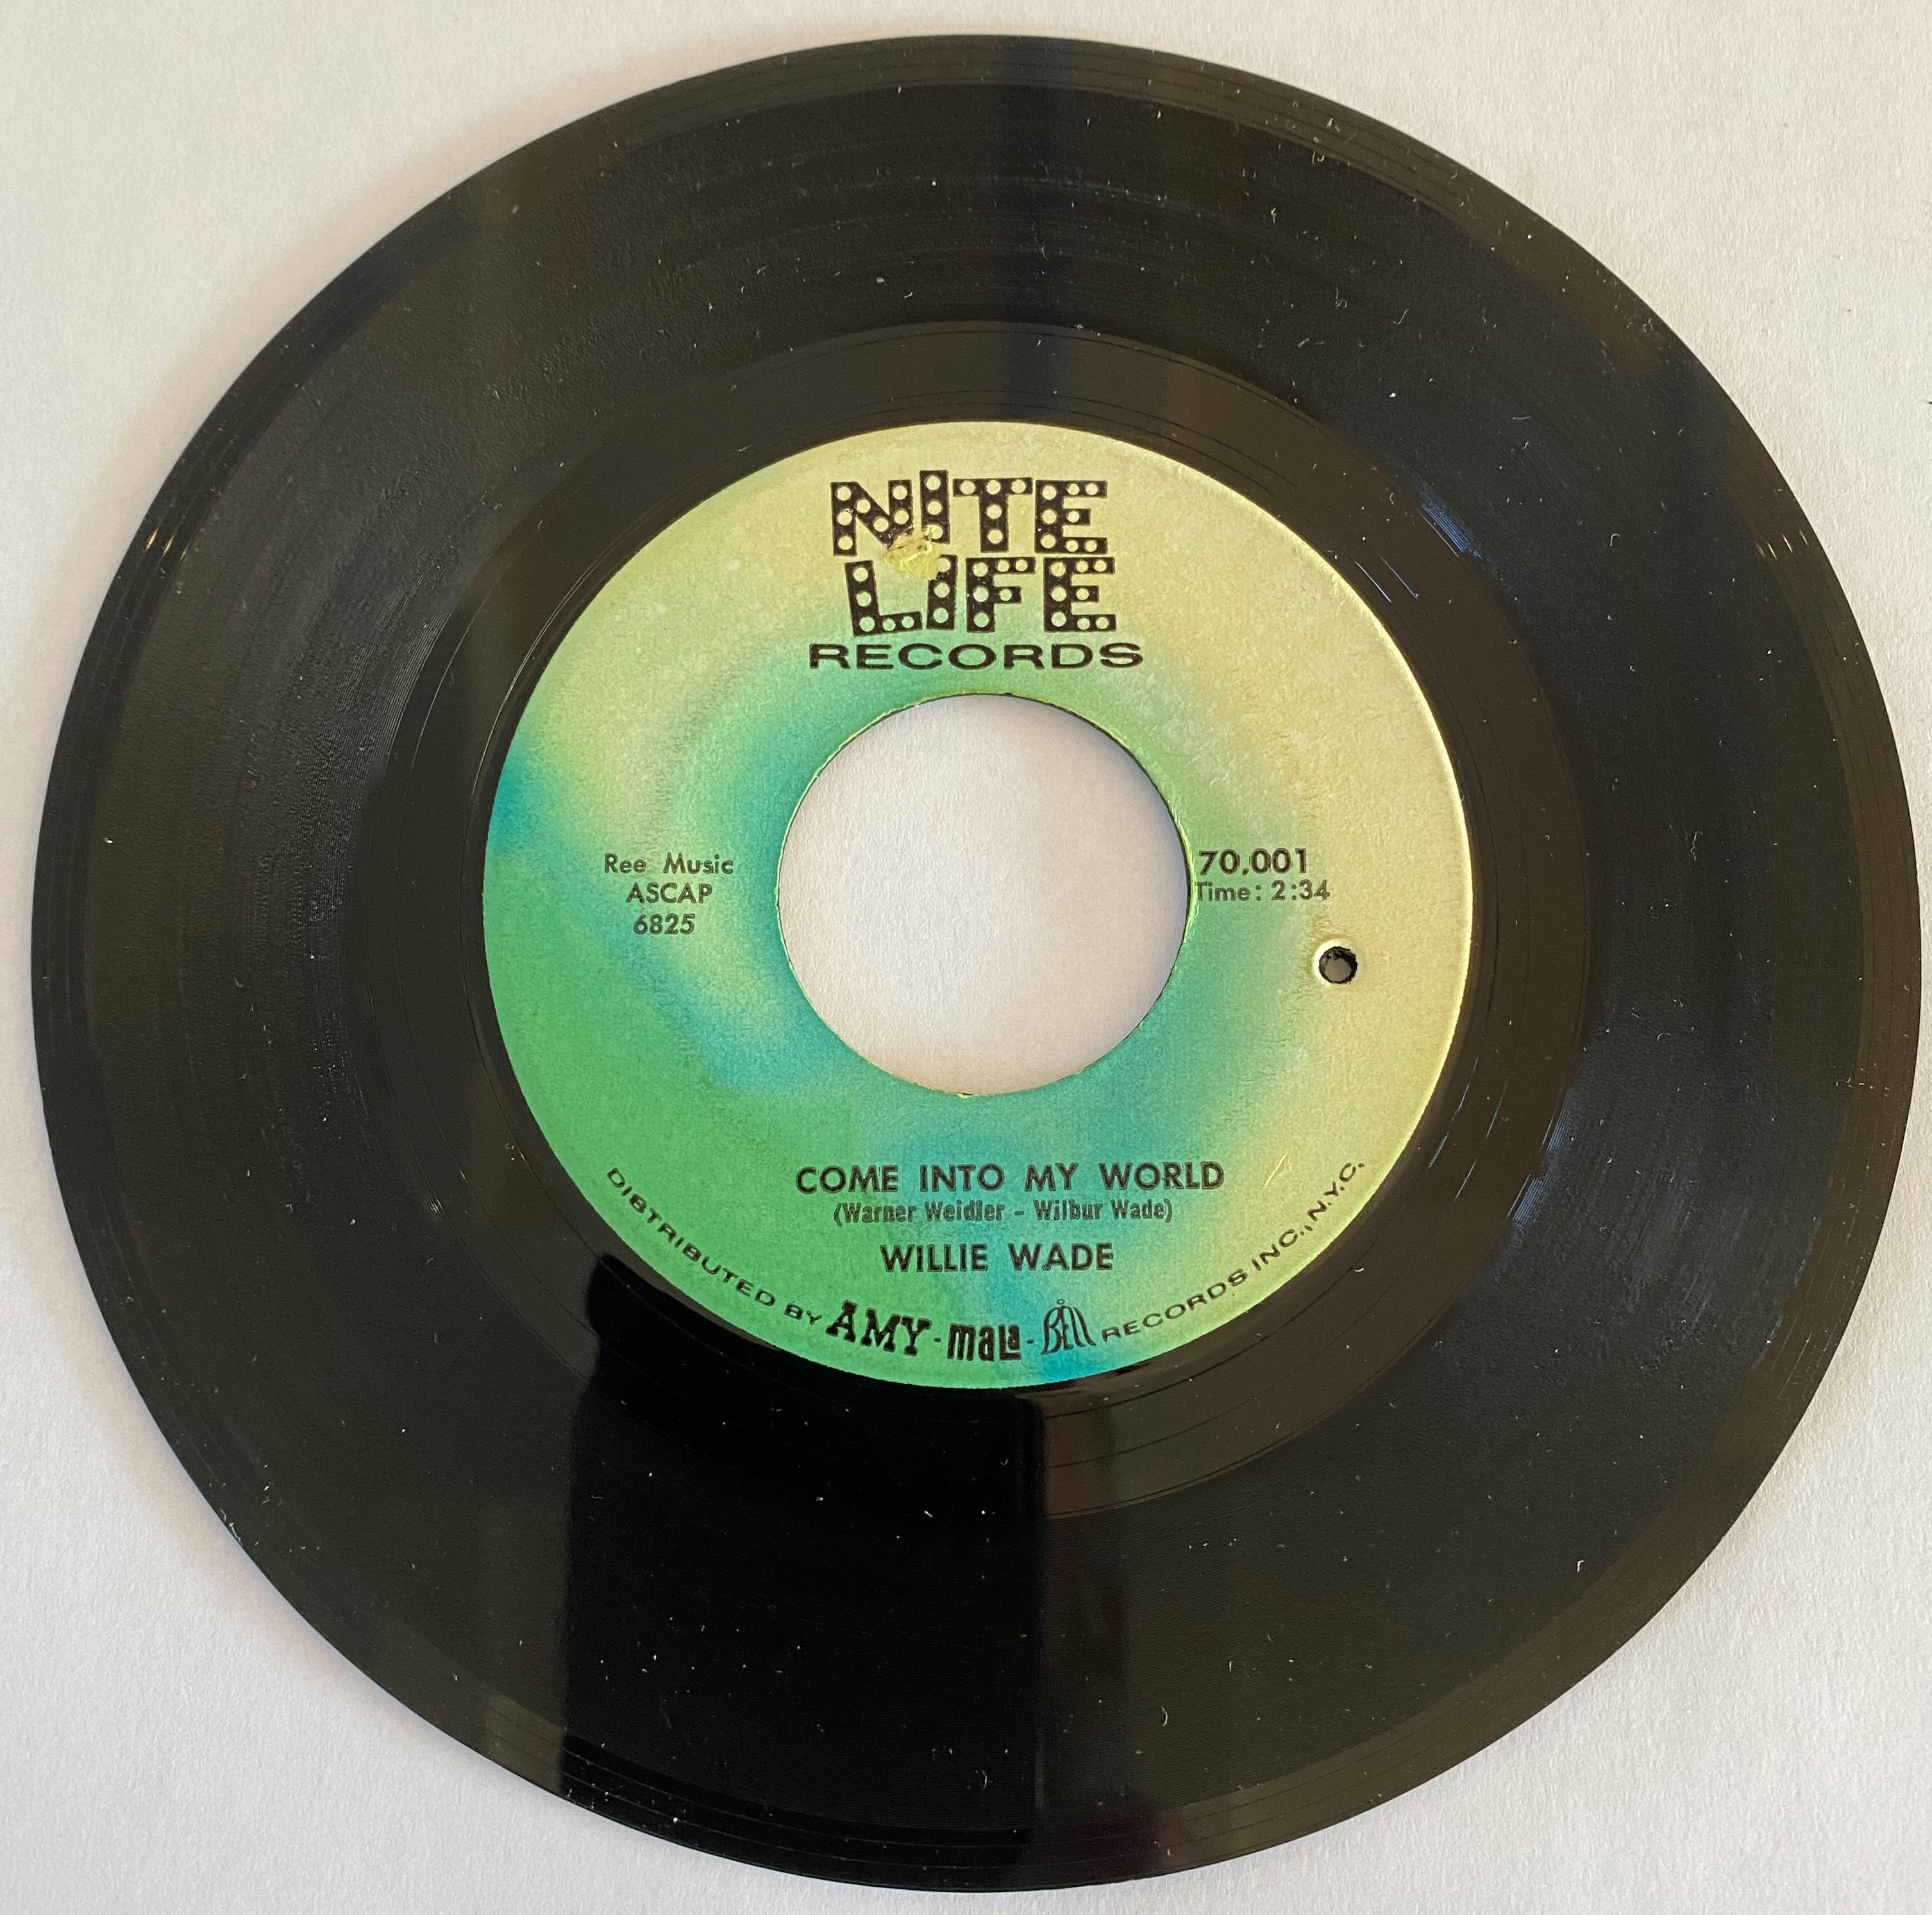 NITE
LIFE
RECORDS
Ree Music
ASCAP
6825
70,001
Time: 2:34
COME INTO MY WORLD
(Warner Weidler - Wilbur Wade)
WILLIE WADE
DIBTRIBUTED BY AMY - mala - BELL RECORDS INC., N.Y.C.